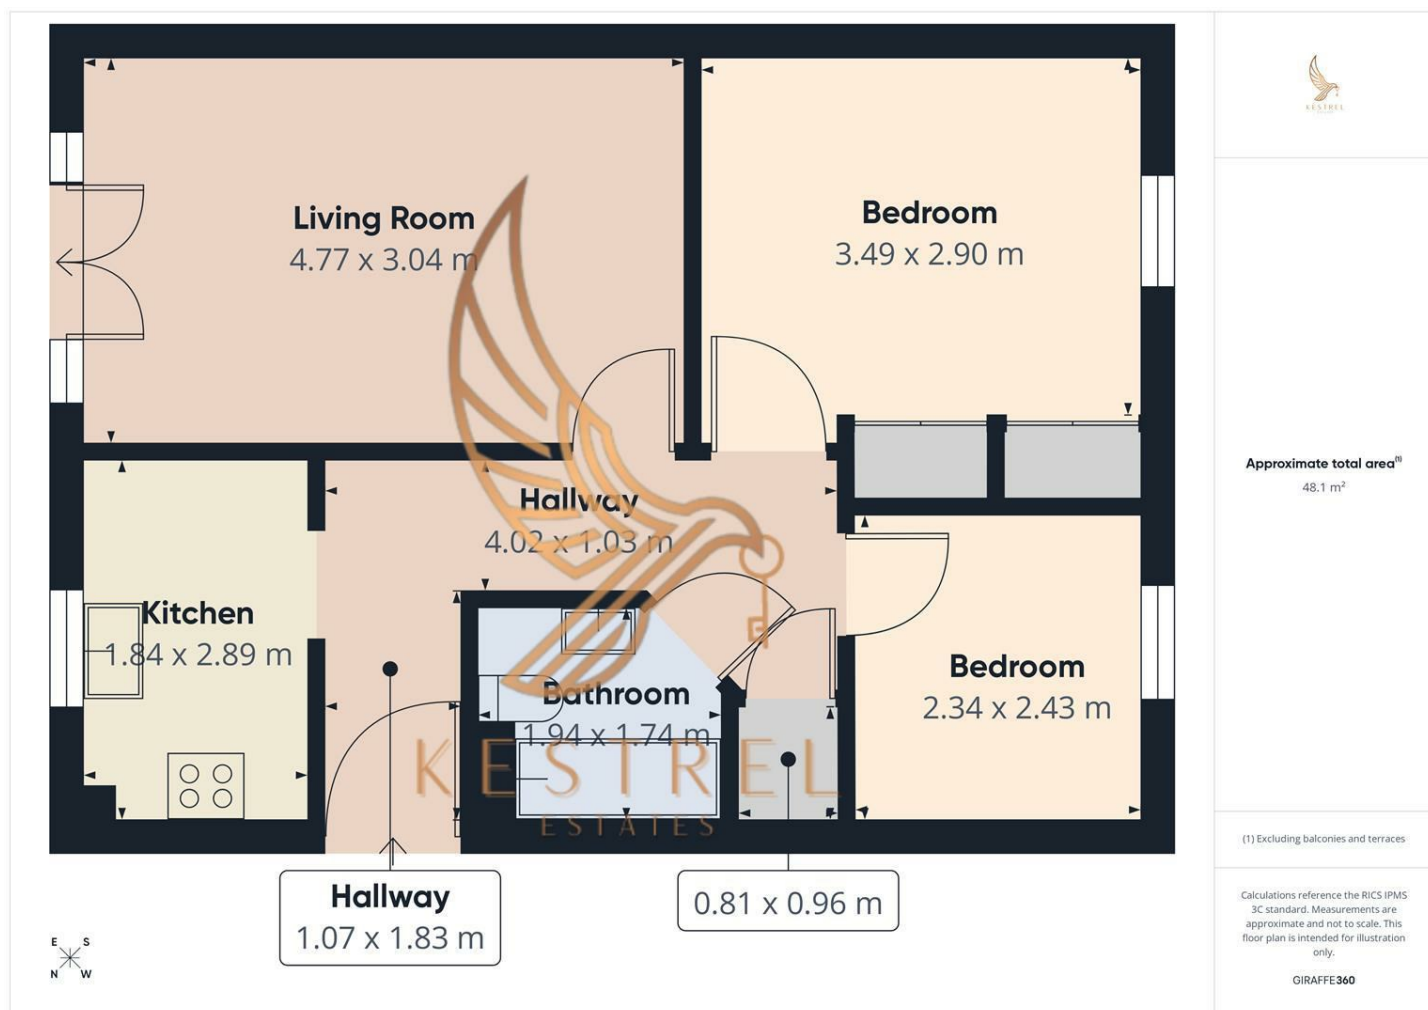 Living Room
4.77 x 3.04 m
Bedroom
3.49 x 2.90 m
Hallway
4.02 x 1.03 m
Kitchen
1.84 x 2.89 m
Bathroom
1.94 x 1.74 m
Bedroom
2.34 x 2.43 m
KESTREL
ESTATES
Hallway
1.07 x 1.83 m
0.81 x 0.96 m
E S
N W
KESTREL
Approximate total area(1)
48.1 m²
(1) Excluding balconies and terraces
Calculations reference the RICS IPMS
3C standard. Measurements are
approximate and not to scale. This
floor plan is intended for illustration
only.
GIRAFFE360